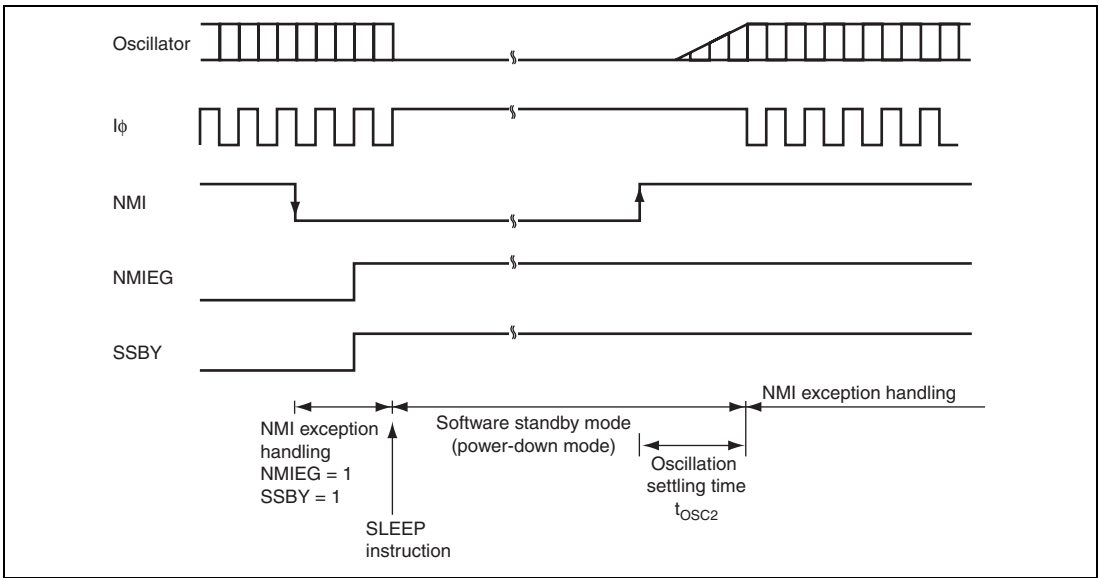 Oscillator
Iϕ
NMI
NMIEG
SSBY
NMI exception
handling
NMIEG = 1
SSBY = 1
SLEEP
instruction
Software standby mode
(power-down mode)
Oscillation
settling time
tOSC2
NMI exception handling